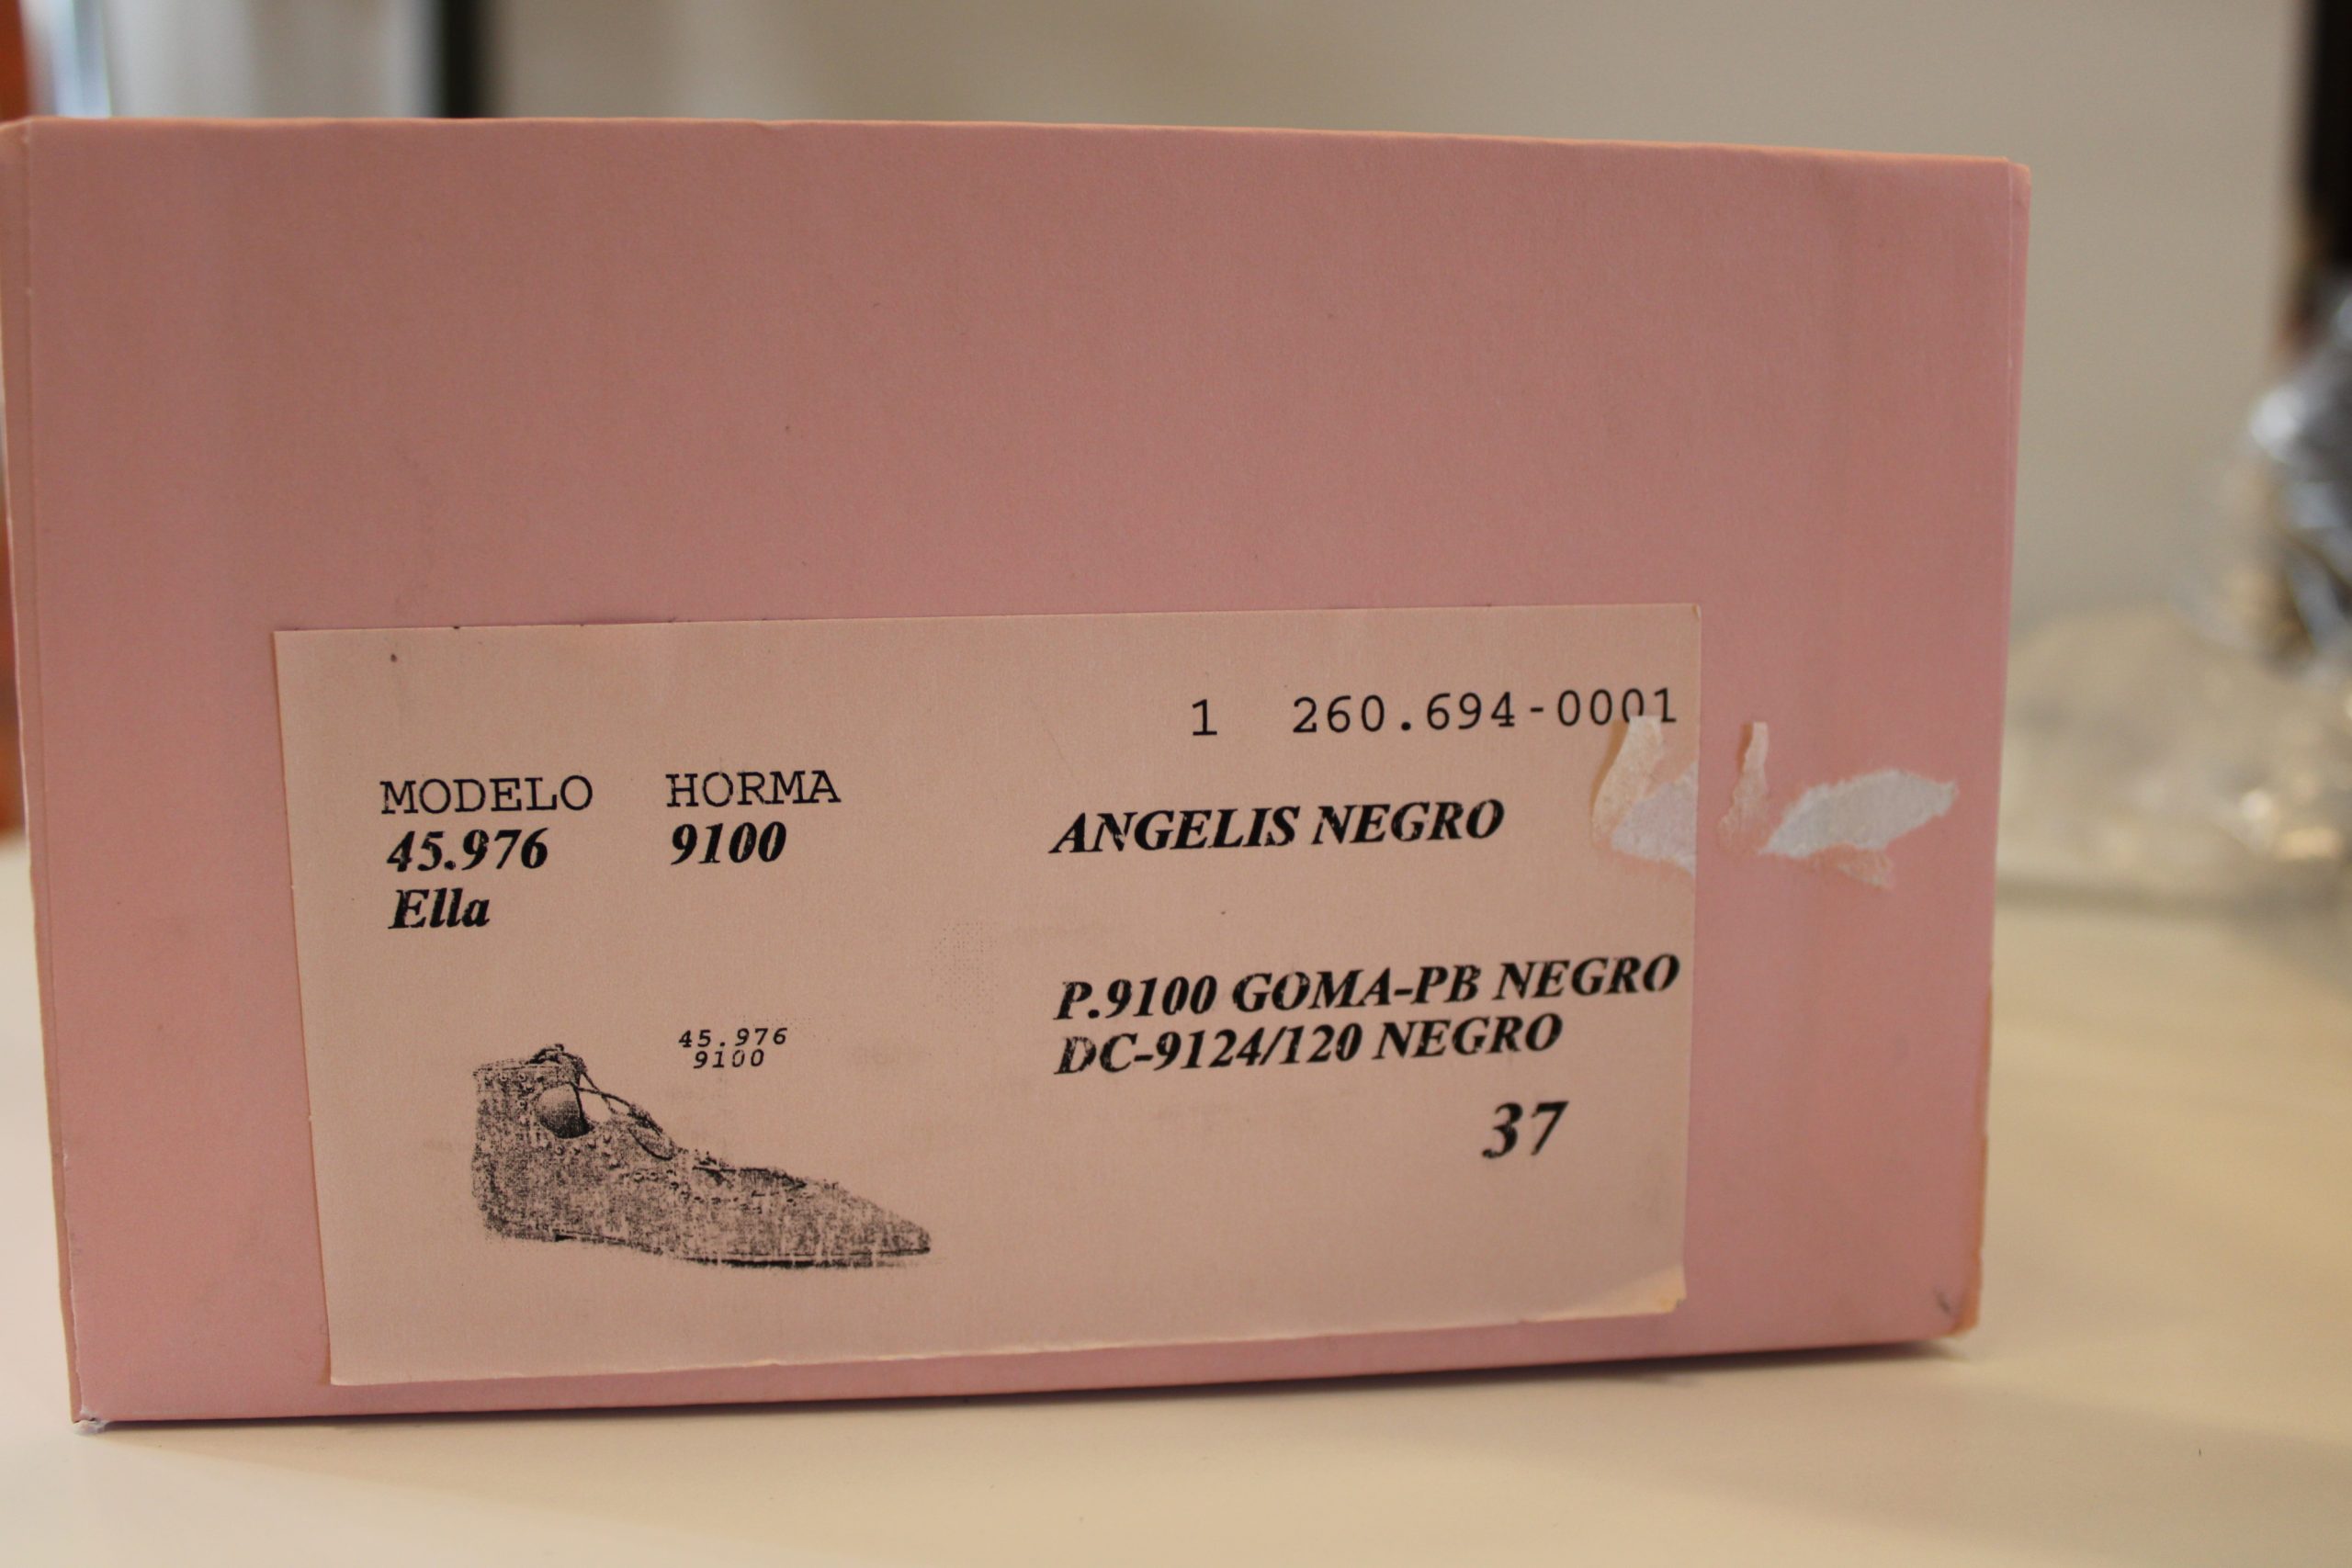 1 260.694-0001
MODELO HORMA
45.976 9100 ANGELIS NEGRO
Ella
P.9100 GOMA-PB NEGRO
45.976 DC-9124/120 NEGRO
9100
37